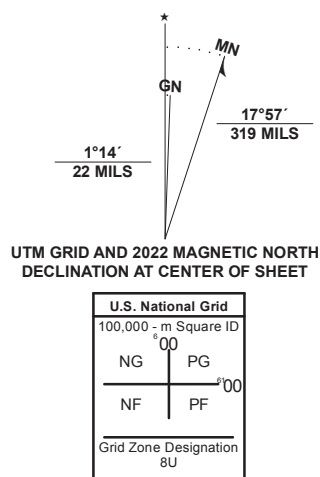 ★
MN
GN
17°57´
319 MILS
1°14´
22 MILS
UTM GRID AND 2022 MAGNETIC NORTH
DECLINATION AT CENTER OF SHEET
U.S. National Grid
100,000 - m Square ID
⁶00
NG PG
⁶¹00
NF PF
Grid Zone Designation
8U